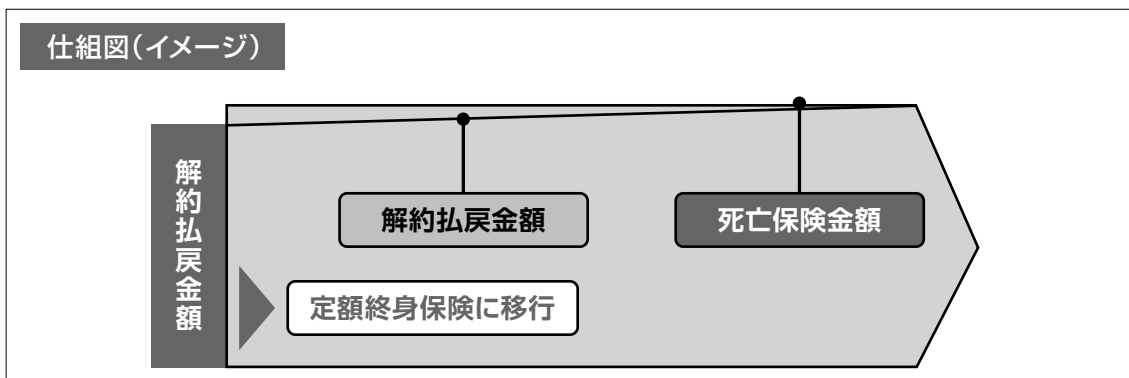 仕組図（イメージ）
解約払戻金額
解約払戻金額
死亡保険金額
定額終身保険に移行